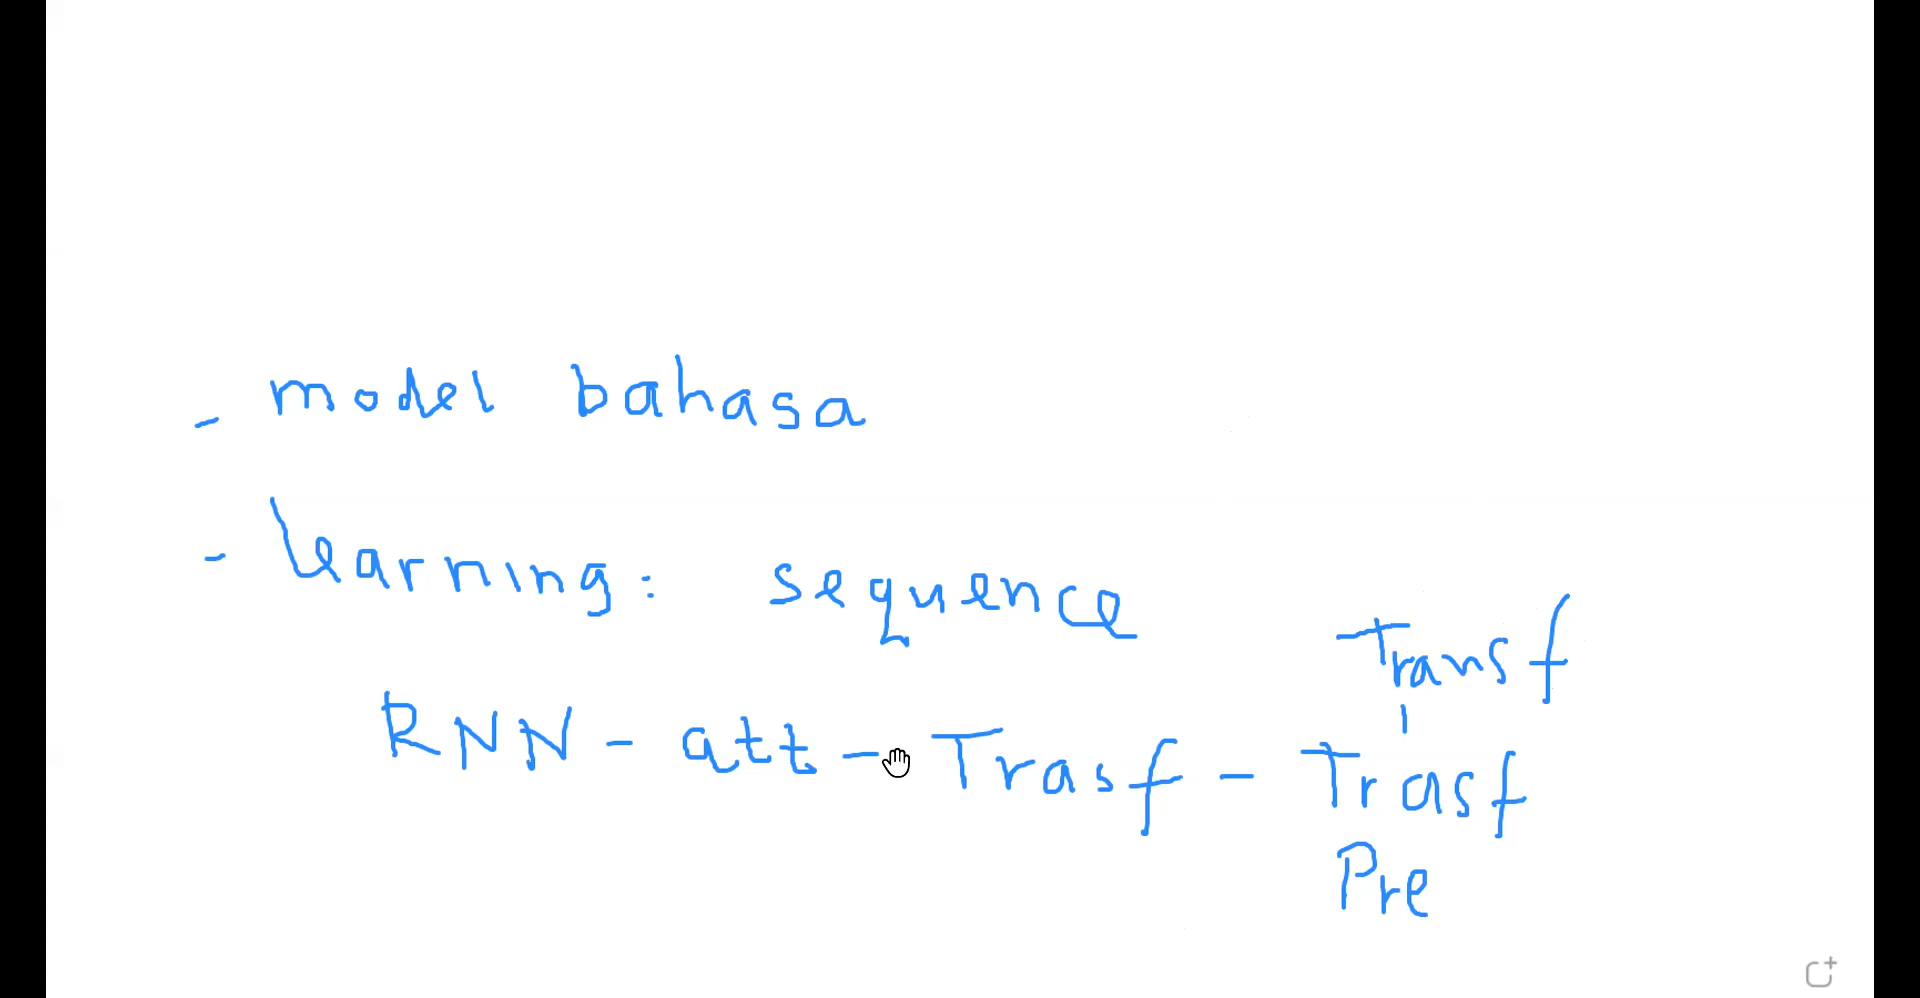 - model bahasa
- learning: sequence
Transf
RNN - att - Trasf - Trasf
Pre